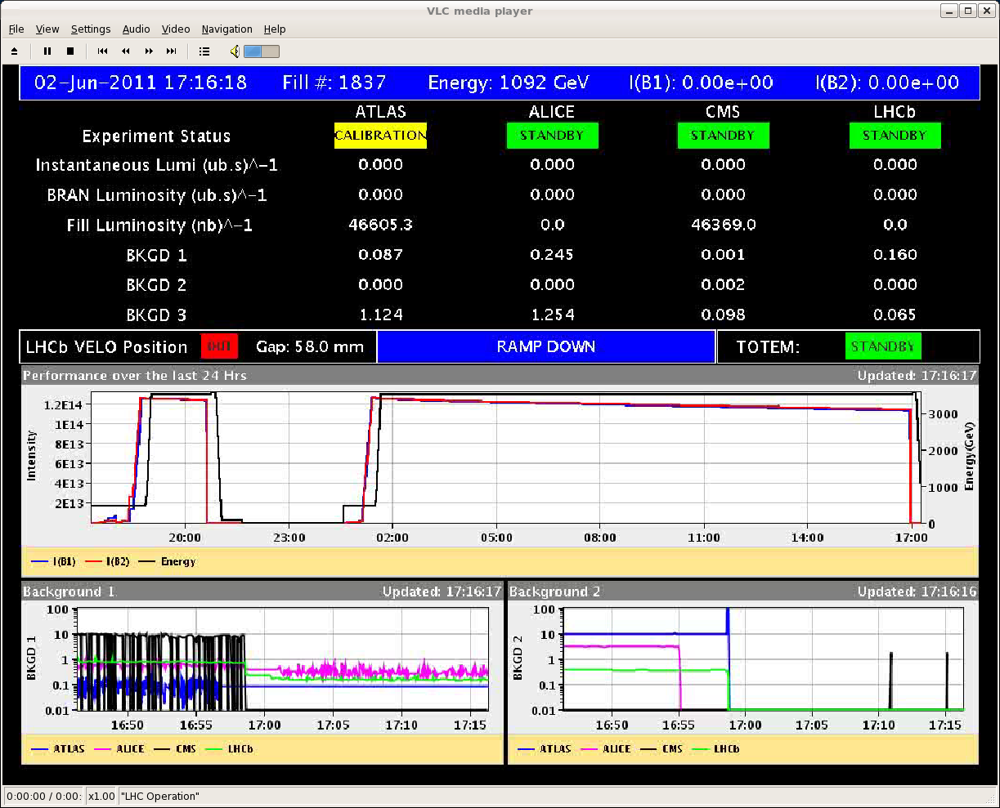 VLC media player
File View Settings Audio Video Navigation Help
02-Jun-2011 17:16:18 Fill #: 1837 Energy: 1092 GeV I(B1): 0.00e+00 I(B2): 0.00e+00
ATLAS ALICE CMS LHCb
Experiment Status CALIBRATION STANDBY STANDBY STANDBY
Instantaneous Lumi (ub.s)^-1 0.000 0.000 0.000 0.000
BRAN Luminosity (ub.s)^-1 0.000 0.000 0.000 0.000
Fill Luminosity (nb)^-1 46605.3 0.0 46369.0 0.0
BKGD 1 0.087 0.245 0.001 0.160
BKGD 2 0.000 0.000 0.002 0.000
BKGD 3 1.124 1.254 0.098 0.065
LHCb VELO Position OUT Gap: 58.0 mm RAMP DOWN TOTEM: STANDBY
Performance over the last 24 Hrs Updated: 17:16:17
Intensity
1.2E14
1E14
8E13
6E13
4E13
2E13
3000
2000
1000
0
Energy(GeV)
20:00 23:00 02:00 05:00 08:00 11:00 14:00 17:00
I(B1) I(B2) Energy
Background 1 Updated: 17:16:17
BKGD 1
100
10
1
0.1
0.01
16:50 16:55 17:00 17:05 17:10 17:15
ATLAS ALICE CMS LHCb
Background 2 Updated: 17:16:16
BKGD 2
100
10
1
0.1
0.01
16:50 16:55 17:00 17:05 17:10 17:15
ATLAS ALICE CMS LHCb
0:00:00 / 0:00: x1.00 "LHC Operation"